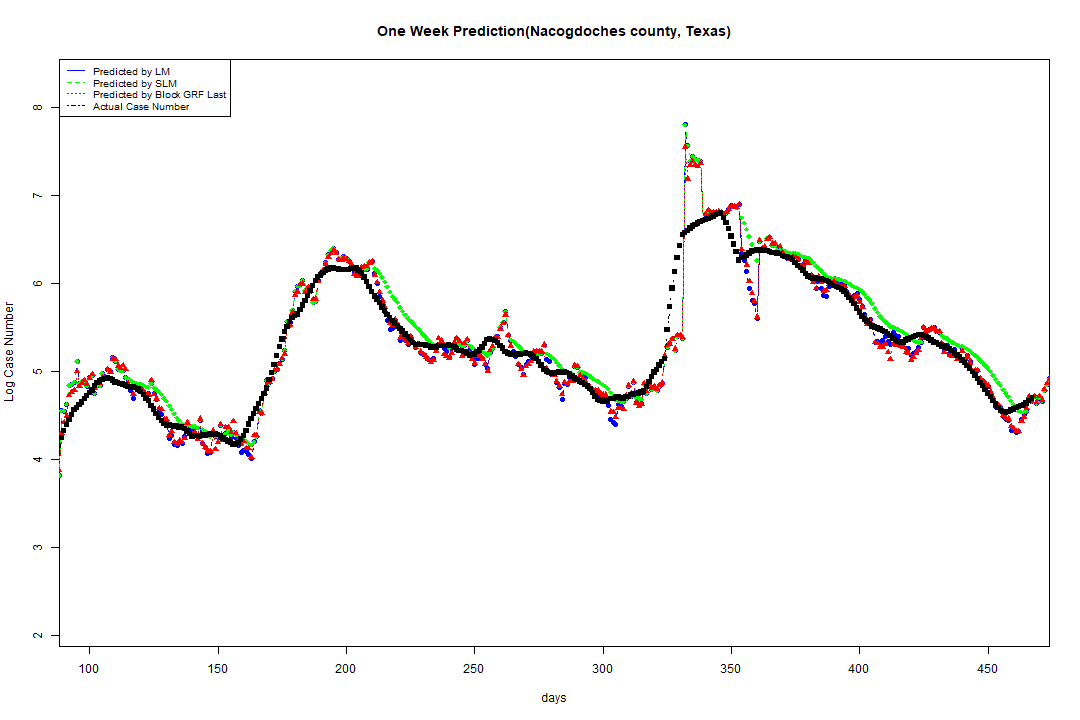 One Week Prediction(Nacogdoches county, Texas)
Predicted by LM
Predicted by SLM
Predicted by Block GRF Last
Actual Case Number
8
7
6
5
4
3
2
Log Case Number
100 150 200 250 300 350 400 450
days